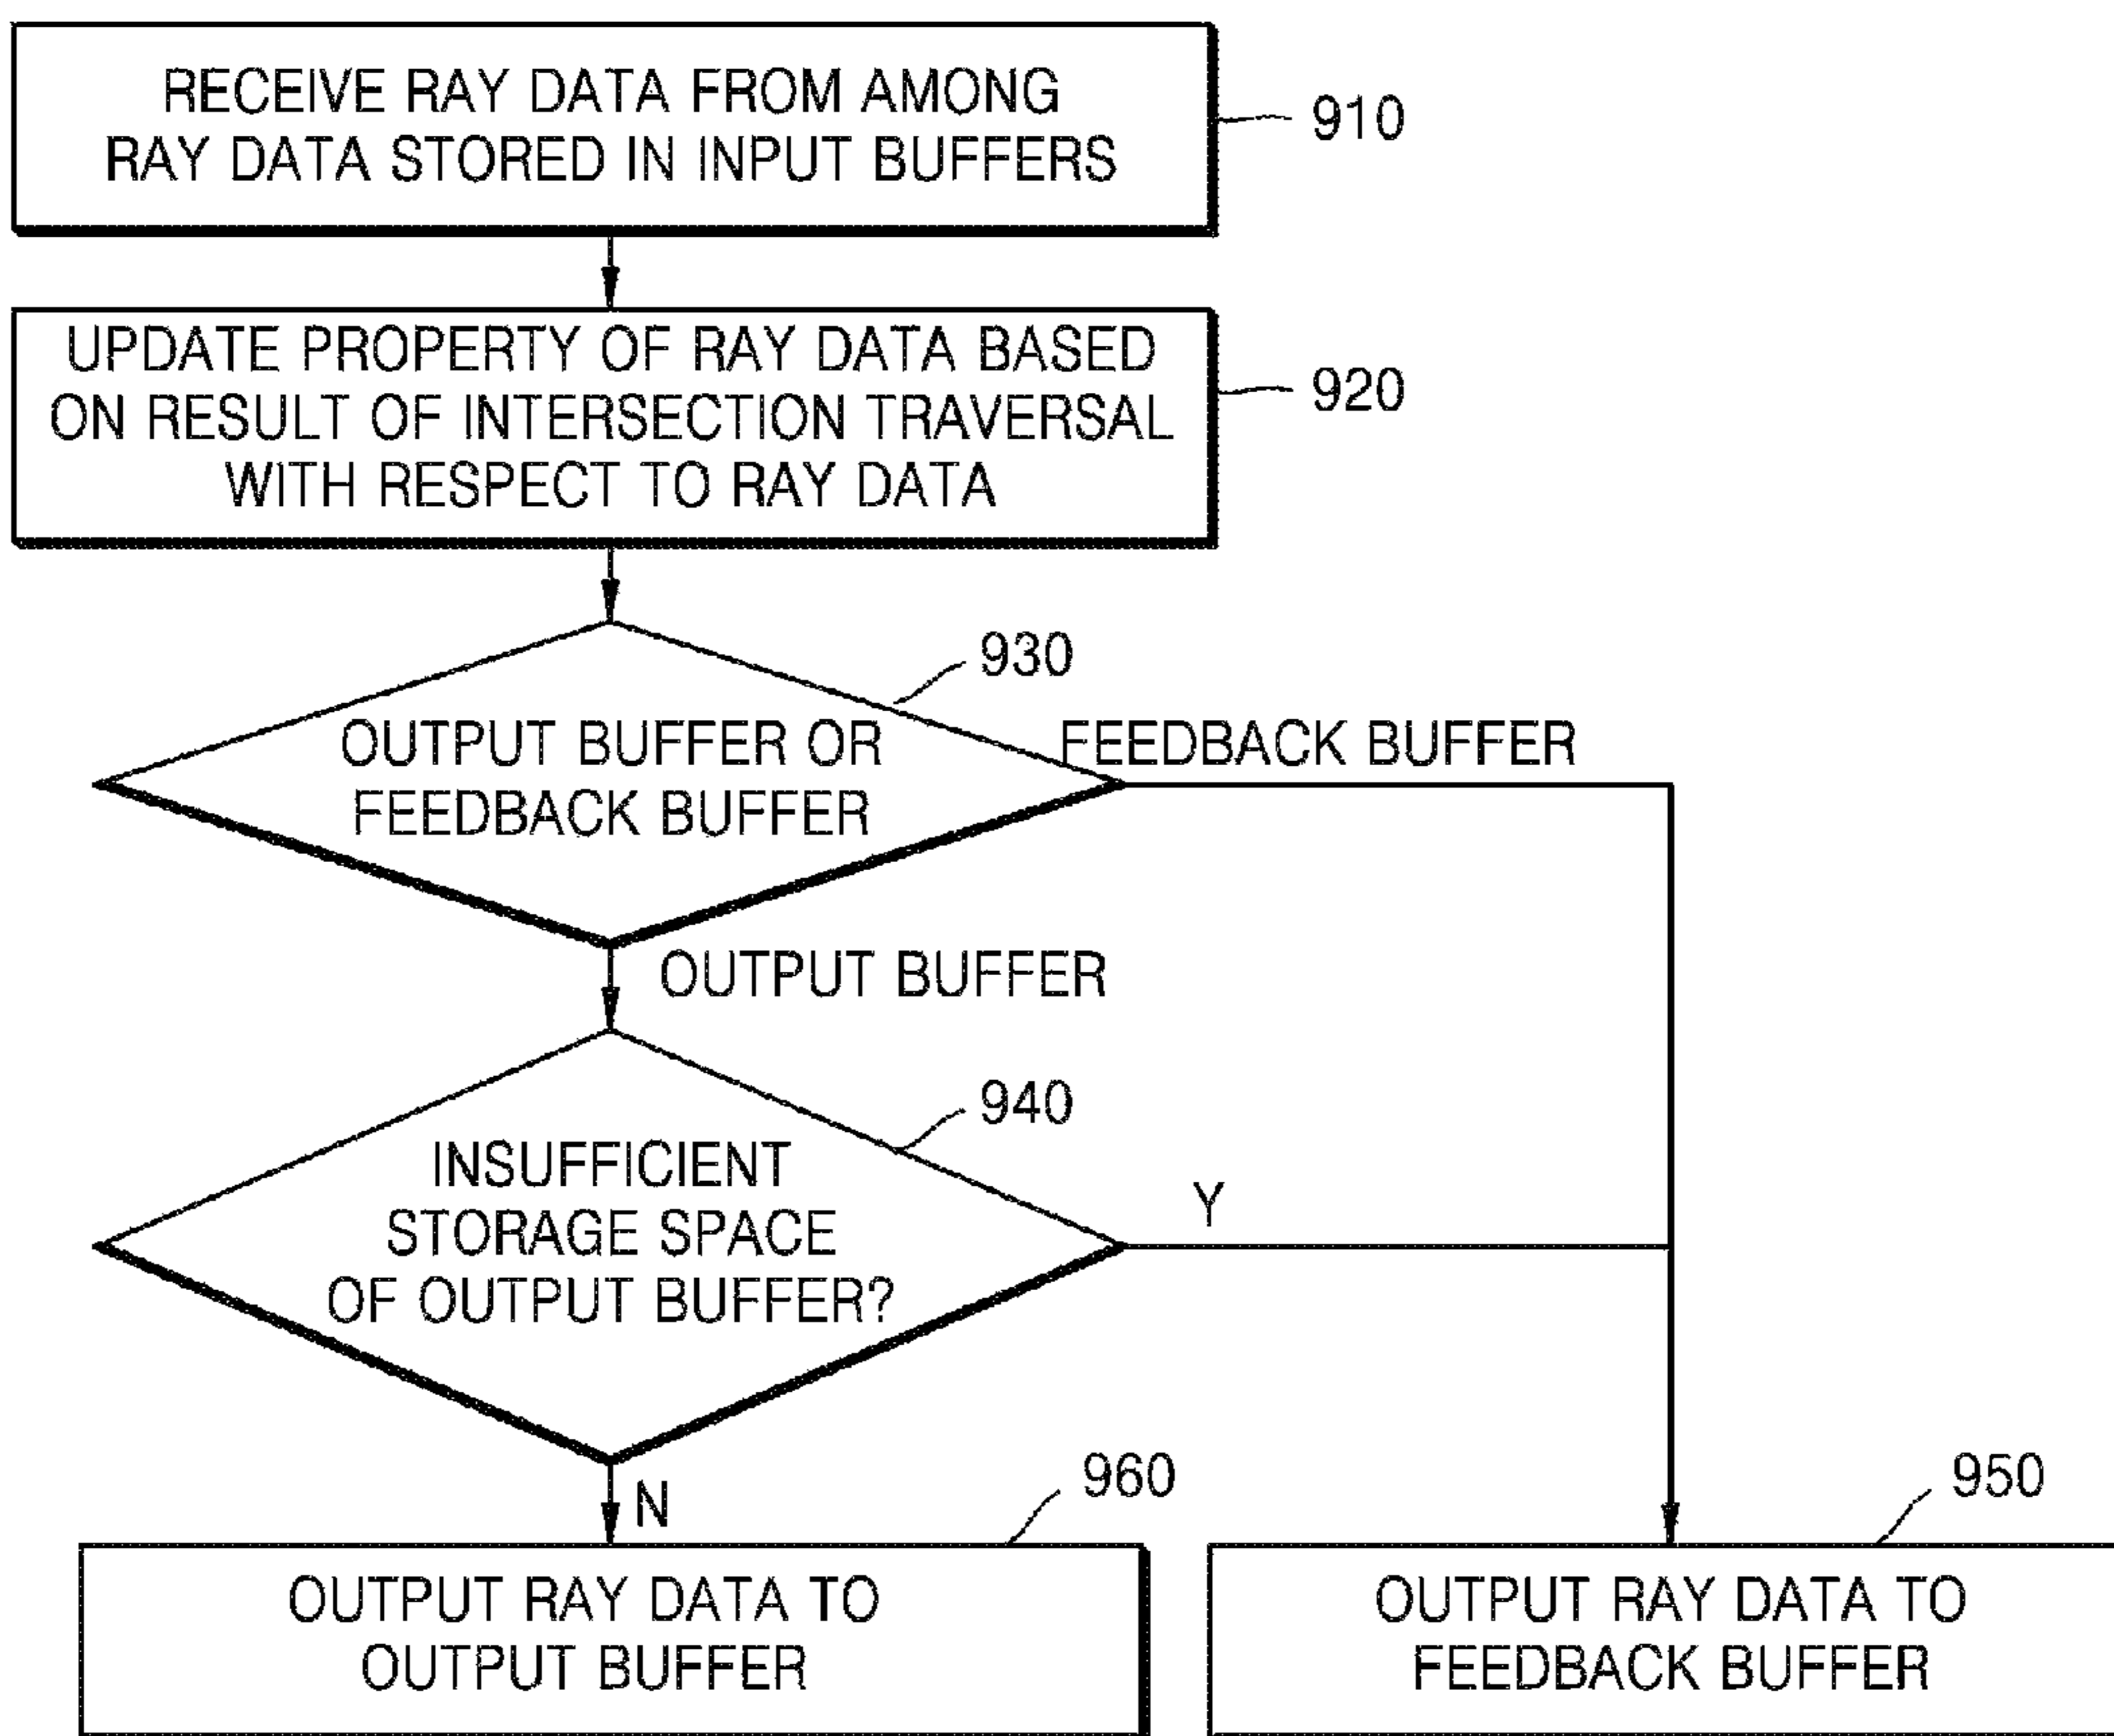 RECEIVE RAY DATA FROM AMONG
RAY DATA STORED IN INPUT BUFFERS
910
UPDATE PROPERTY OF RAY DATA BASED
ON RESULT OF INTERSECTION TRAVERSAL
WITH RESPECT TO RAY DATA
920
930
OUTPUT BUFFER OR
FEEDBACK BUFFER
FEEDBACK BUFFER
OUTPUT BUFFER
940
INSUFFICIENT
STORAGE SPACE
OF OUTPUT BUFFER?
Y
N
960
OUTPUT RAY DATA TO
OUTPUT BUFFER
950
OUTPUT RAY DATA TO
FEEDBACK BUFFER